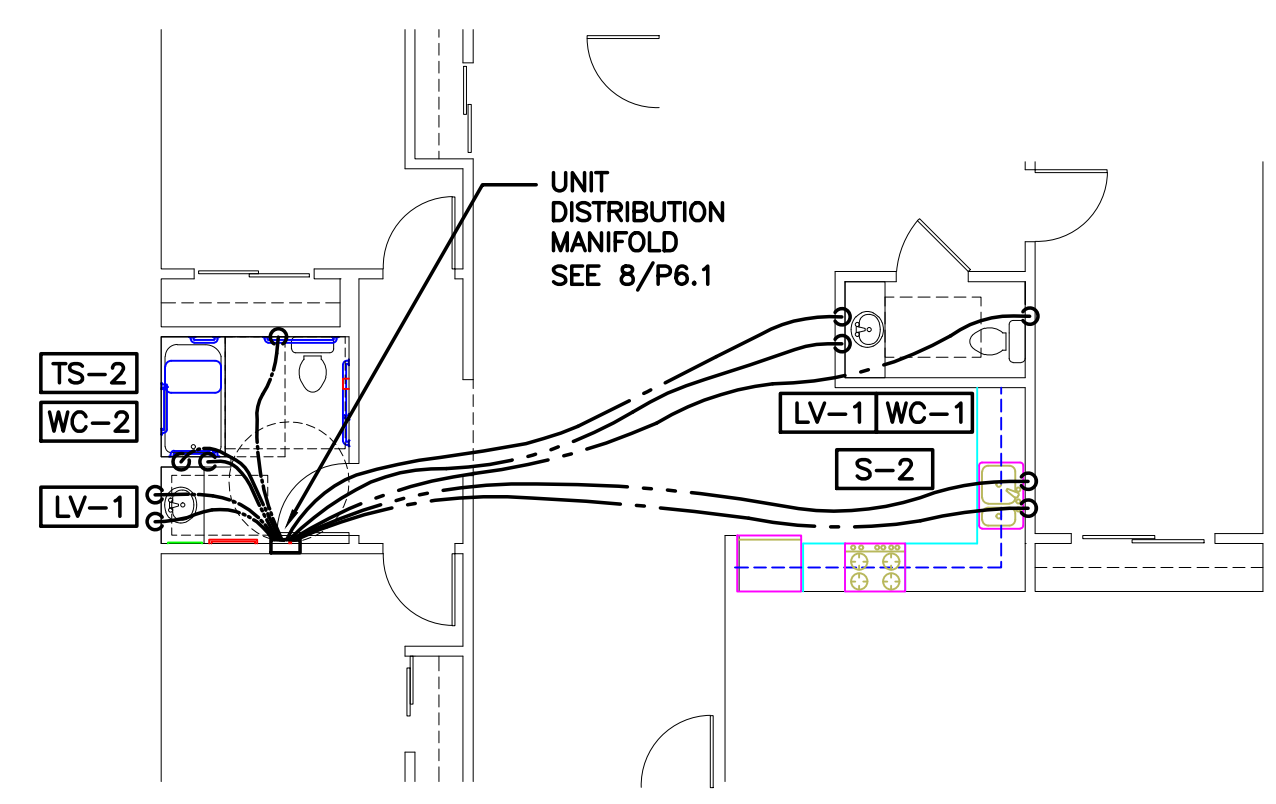 UNIT
DISTRIBUTION
MANIFOLD
SEE 8/P6.1
TS-2
WC-2
LV-1 WC-1
S-2
LV-1